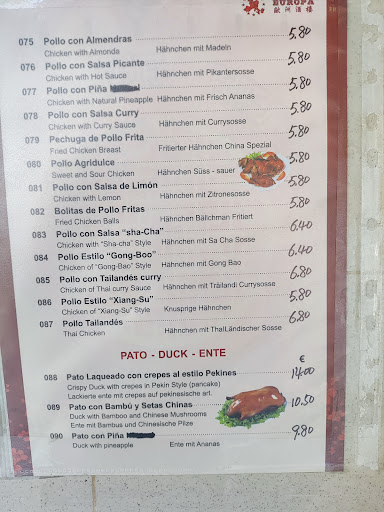 EUROPA
歐洲酒樓
075 Pollo con Almendras 5.80
Chicken with Almonda Hähnchen mit Madeln
076 Pollo con Salsa Picante 5.80
Chicken with Hot Sauce Hähnchen mit Pikantersosse
077 Pollo con Piña 5.80
Chicken with Natural Pineapple Hähnchen mit Frisch Ananas
078 Pollo con Salsa Curry 5.80
Chicken with Curry Sauce Hähnchen mit Currysosse
079 Pechuga de Pollo Frita 5.80
Fried Chicken Breast Fritierter Hähnchen China Spezial
080 Pollo Agridulce 5.80
Sweet and Sour Chicken Hähnchen Süss - sauer
081 Pollo con Salsa de Limón 5.80
Chicken with Lemon Hähnchen mit Zitronesosse
082 Bolitas de Pollo Fritas 5.80
Fried Chicken Balls Hähnchen Bällchman Fritiert
083 Pollo con Salsa "sha-Cha" 6.40
Chicken with "Sha-cha" Style Hähnchen mit Sa Cha Sosse
084 Pollo Estilo "Gong-Boo" 6.40
Chicken of "Gong-Bao" Style Hähnchen mit Gong Bao
085 Pollo con Tailandés curry 6.80
Chicken of Thai curry Sauce Hähnchen mit Träilandi Currysosse
086 Pollo Estilo "Xiang-Su" 5.80
Chicken of "Xiang-Su" Style Knusprige Hähnchen
087 Pollo Tailandés 6.80
Thai Chicken Hähnchen mit ThaiLändischer Sosse
PATO - DUCK - ENTE
€
088 Pato Laqueado con crepes al estilo Pekines 14.00
Crispy Duck with crepes in Pekin Style (pancake)
Lackieria ente mit crepes auf pekinesische art.
089 Pato con Bambú y Setas Chinas 10.50
Duck with Bamboo and Chinese Mushrooms
Ente mit Bambus und Chinesische Pilze
090 Pato con Piña 9.80
Duck with pineapple Ente mit Ananas